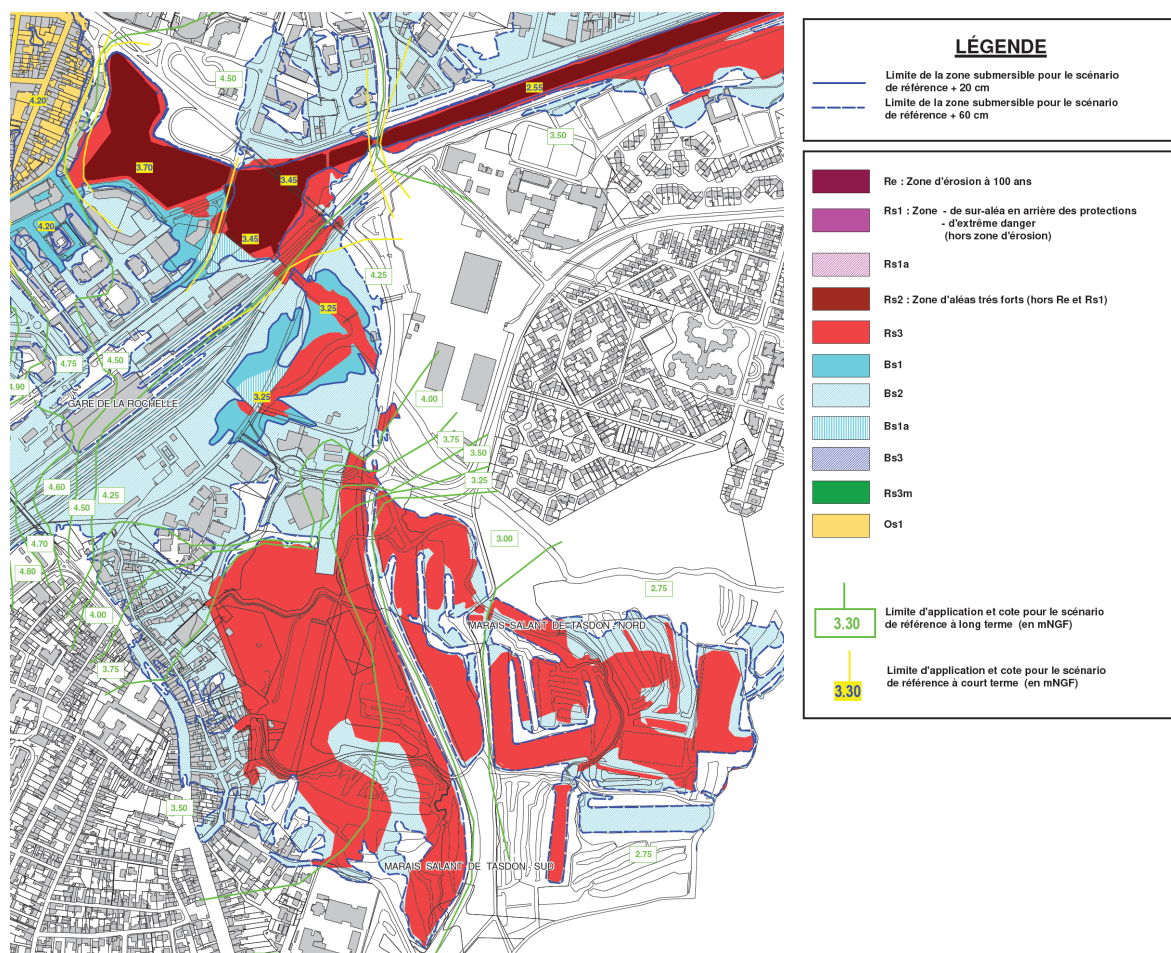 4.50
4.20
2.55
3.50
3.70
3.45
4.20
3.45
4.25
3.25
4.75
4.50
4.90
3.25
GARE DE LA ROCHELLE
4.00
3.75
3.50
3.25
4.60
4.25
4.50
3.00
4.70
4.80
2.75
4.00
MARAIS SALANT DE TASDON - NORD
3.75
3.50
2.75
MARAIS SALANT DE TASDON - SUD
LÉGENDE
Limite de la zone submersible pour le scénario
de référence + 20 cm
Limite de la zone submersible pour le scénario
de référence + 60 cm
Re : Zone d'érosion à 100 ans
Rs1 : Zone - de sur-aléa en arrière des protections
- d'extrême danger
(hors zone d'érosion)
Rs1a
Rs2 : Zone d'aléas trés forts (hors Re et Rs1)
Rs3
Bs1
Bs2
Bs1a
Bs3
Rs3m
Os1
3.30
Limite d'application et cote pour le scénario
de référence à long terme (en mNGF)
3.30
Limite d'application et cote pour le scénario
de référence à court terme (en mNGF)